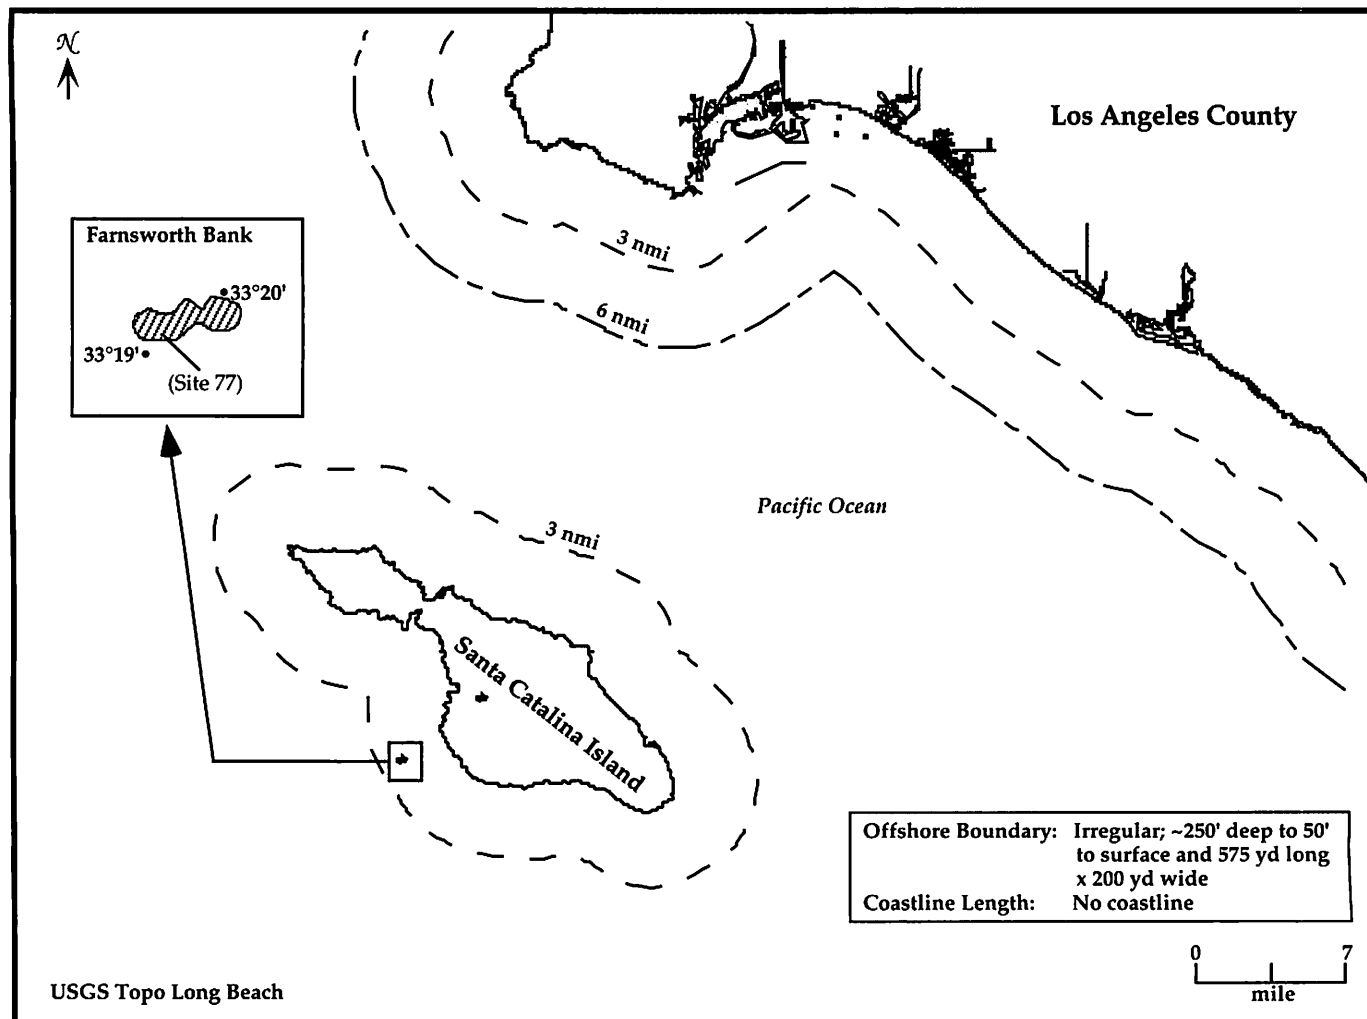 N
Los Angeles County
Farnsworth Bank
33°20'
33°19'
(Site 77)
3 nmi
6 nmi
Pacific Ocean
3 nmi
Santa Catalina Island
Offshore Boundary: Irregular; ~250' deep to 50'
to surface and 575 yd long
x 200 yd wide
Coastline Length: No coastline
0 7
mile
USGS Topo Long Beach